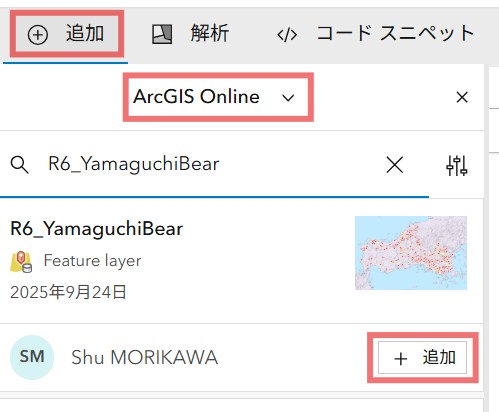 追加 解析 </> コード スニペット
ArcGIS Online
R6_YamaguchiBear
R6_YamaguchiBear
Feature layer
2025年9月24日
SM Shu MORIKAWA + 追加